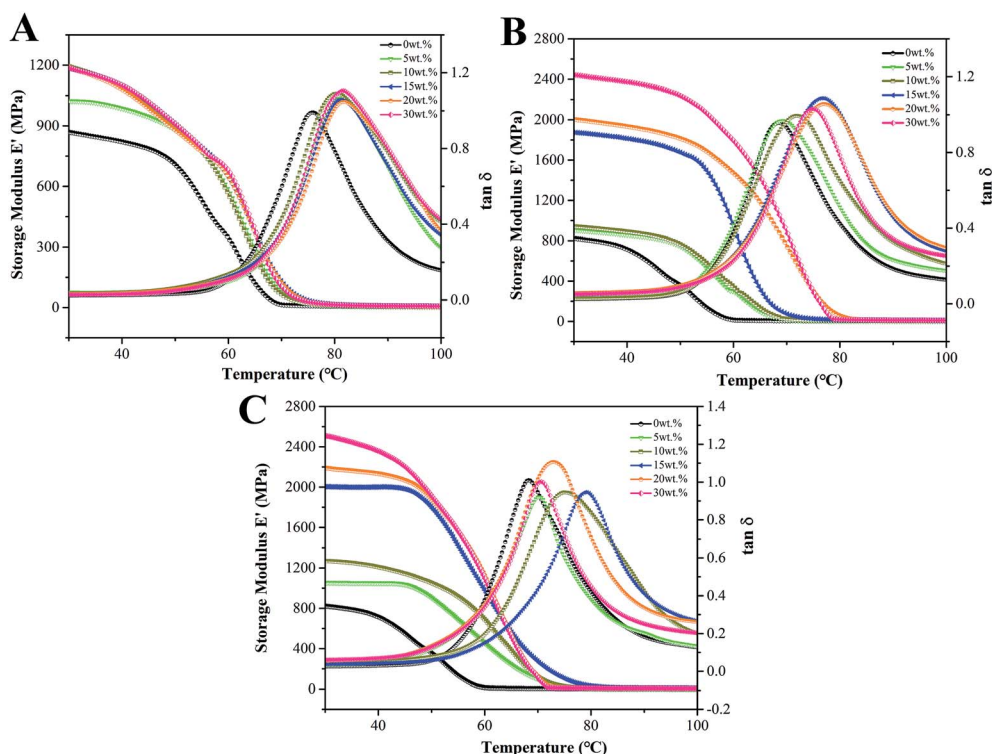 A
1200
900
600
300
0
Storage Modulus E' (MPa)
0wt.%
5wt.%
10wt.%
15wt.%
20wt.%
30wt.%
1.2
0.8
0.4
0.0
tan δ
40 60 80 100
Temperature (℃)
B
2800
2400
2000
1600
1200
800
400
0
Storage Modulus E' (MPa)
0wt.%
5wt.%
10wt.%
15wt.%
20wt.%
30wt.%
1.2
0.8
0.4
0.0
tan δ
40 60 80 100
Temperature (℃)
C
2800
2400
2000
1600
1200
800
400
0
Storage Modulus E' (MPa)
0wt.%
5wt.%
10wt.%
15wt.%
20wt.%
30wt.%
1.4
1.2
1.0
0.8
0.6
0.4
0.2
0.0
-0.2
tan δ
40 60 80 100
Temperature (℃)